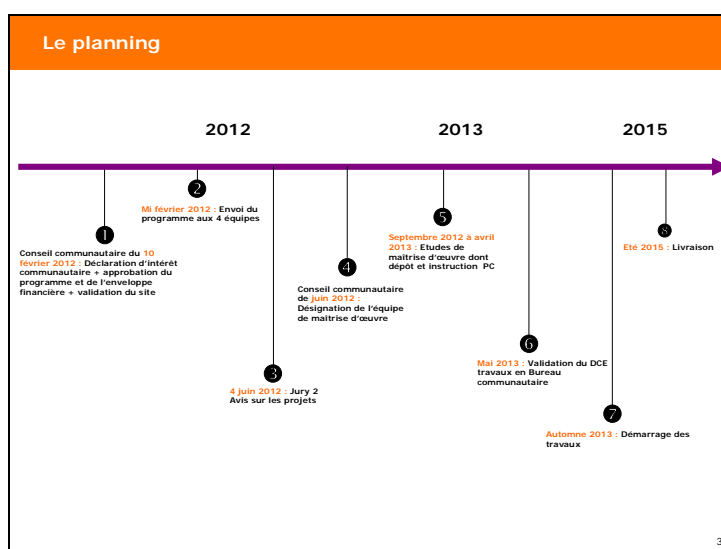 Le planning
2012
2013
2015
1
Conseil communautaire du 10
février 2012 : Déclaration d'intérêt
communautaire + approbation du
programme et de l'enveloppe
financière + validation du site
2
Mi février 2012 : Envoi du
programme aux 4 équipes
3
4 juin 2012 : Jury 2
Avis sur les projets
4
Conseil communautaire
de juin 2012 :
Désignation de l'équipe
de maîtrise d'œuvre
5
Septembre 2012 à avril
2013 : Etudes de
maîtrise d'œuvre dont
dépôt et instruction PC
6
Mai 2013 : Validation du DCE
travaux en Bureau
communautaire
7
Automne 2013 : Démarrage des
travaux
8
Eté 2015 : Livraison
3